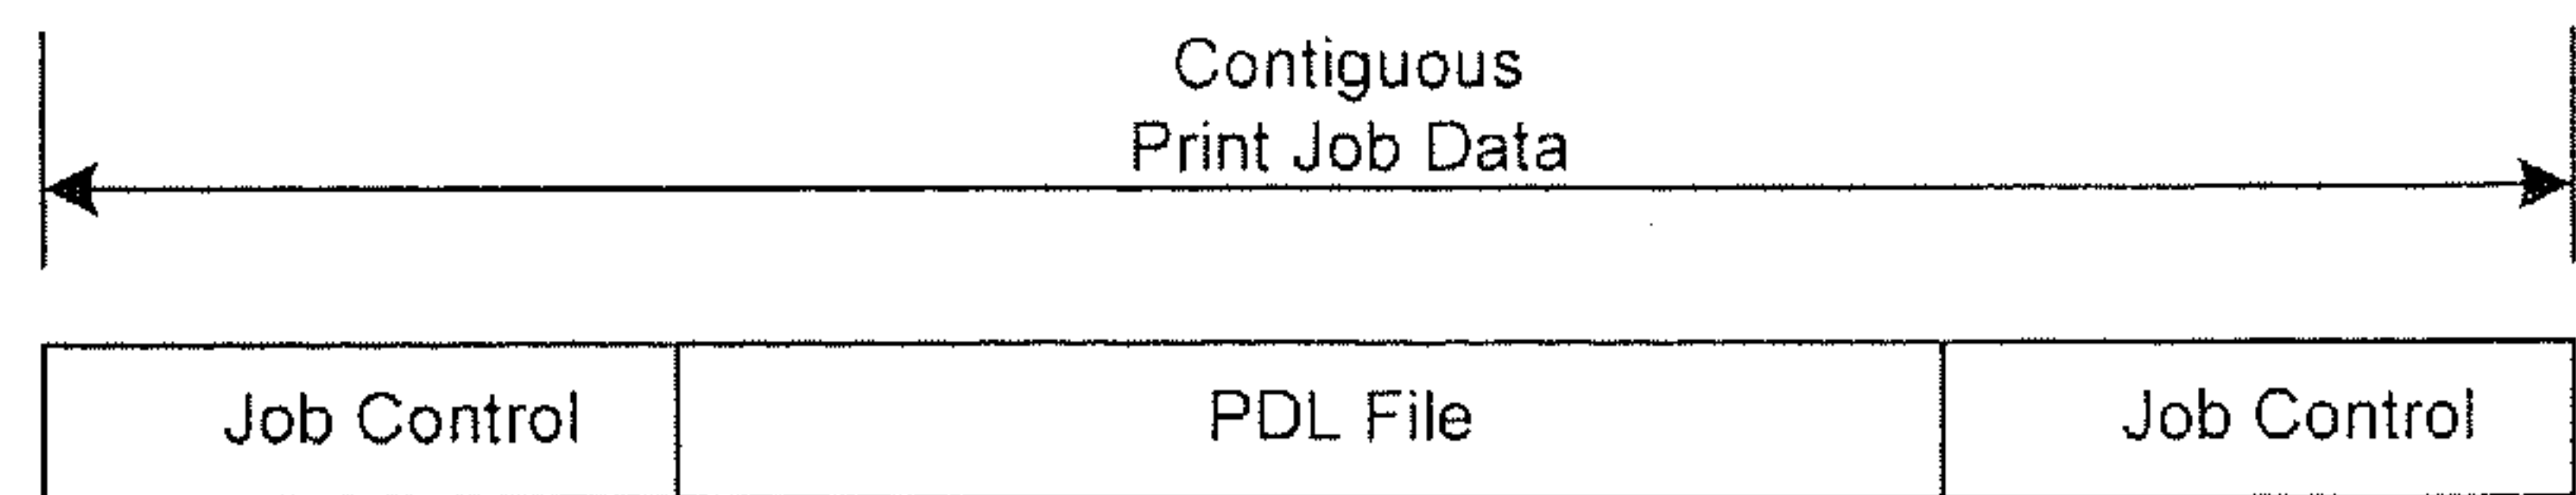 Contiguous
Print Job Data
Job Control PDL File Job Control